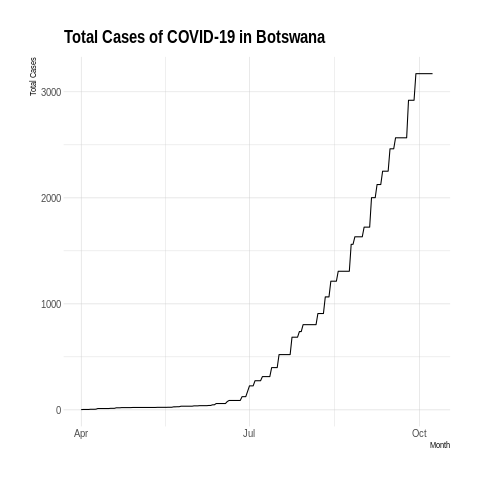 Total Cases of COVID-19 in Botswana
Total Cases
3000
2000
1000
0
Apr
Jul
Oct
Month